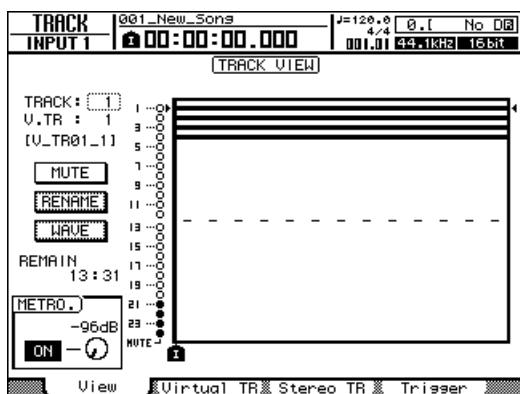 TRACK
INPUT 1
001_New_Song
00:00:00.000
♩=120.0
4/4
001.01
0.[ No D
44.1kHz 16bit
TRACK VIEW
TRACK: 1
V.TR : 1
[V_TR01_1]
MUTE
RENAME
WAVE
REMAIN
13:31
METRO.
-96dB
ON
1
3
5
7
9
11
13
15
17
19
21
23
MUTE
I
View
Virtual TR
Stereo TR
Trigger